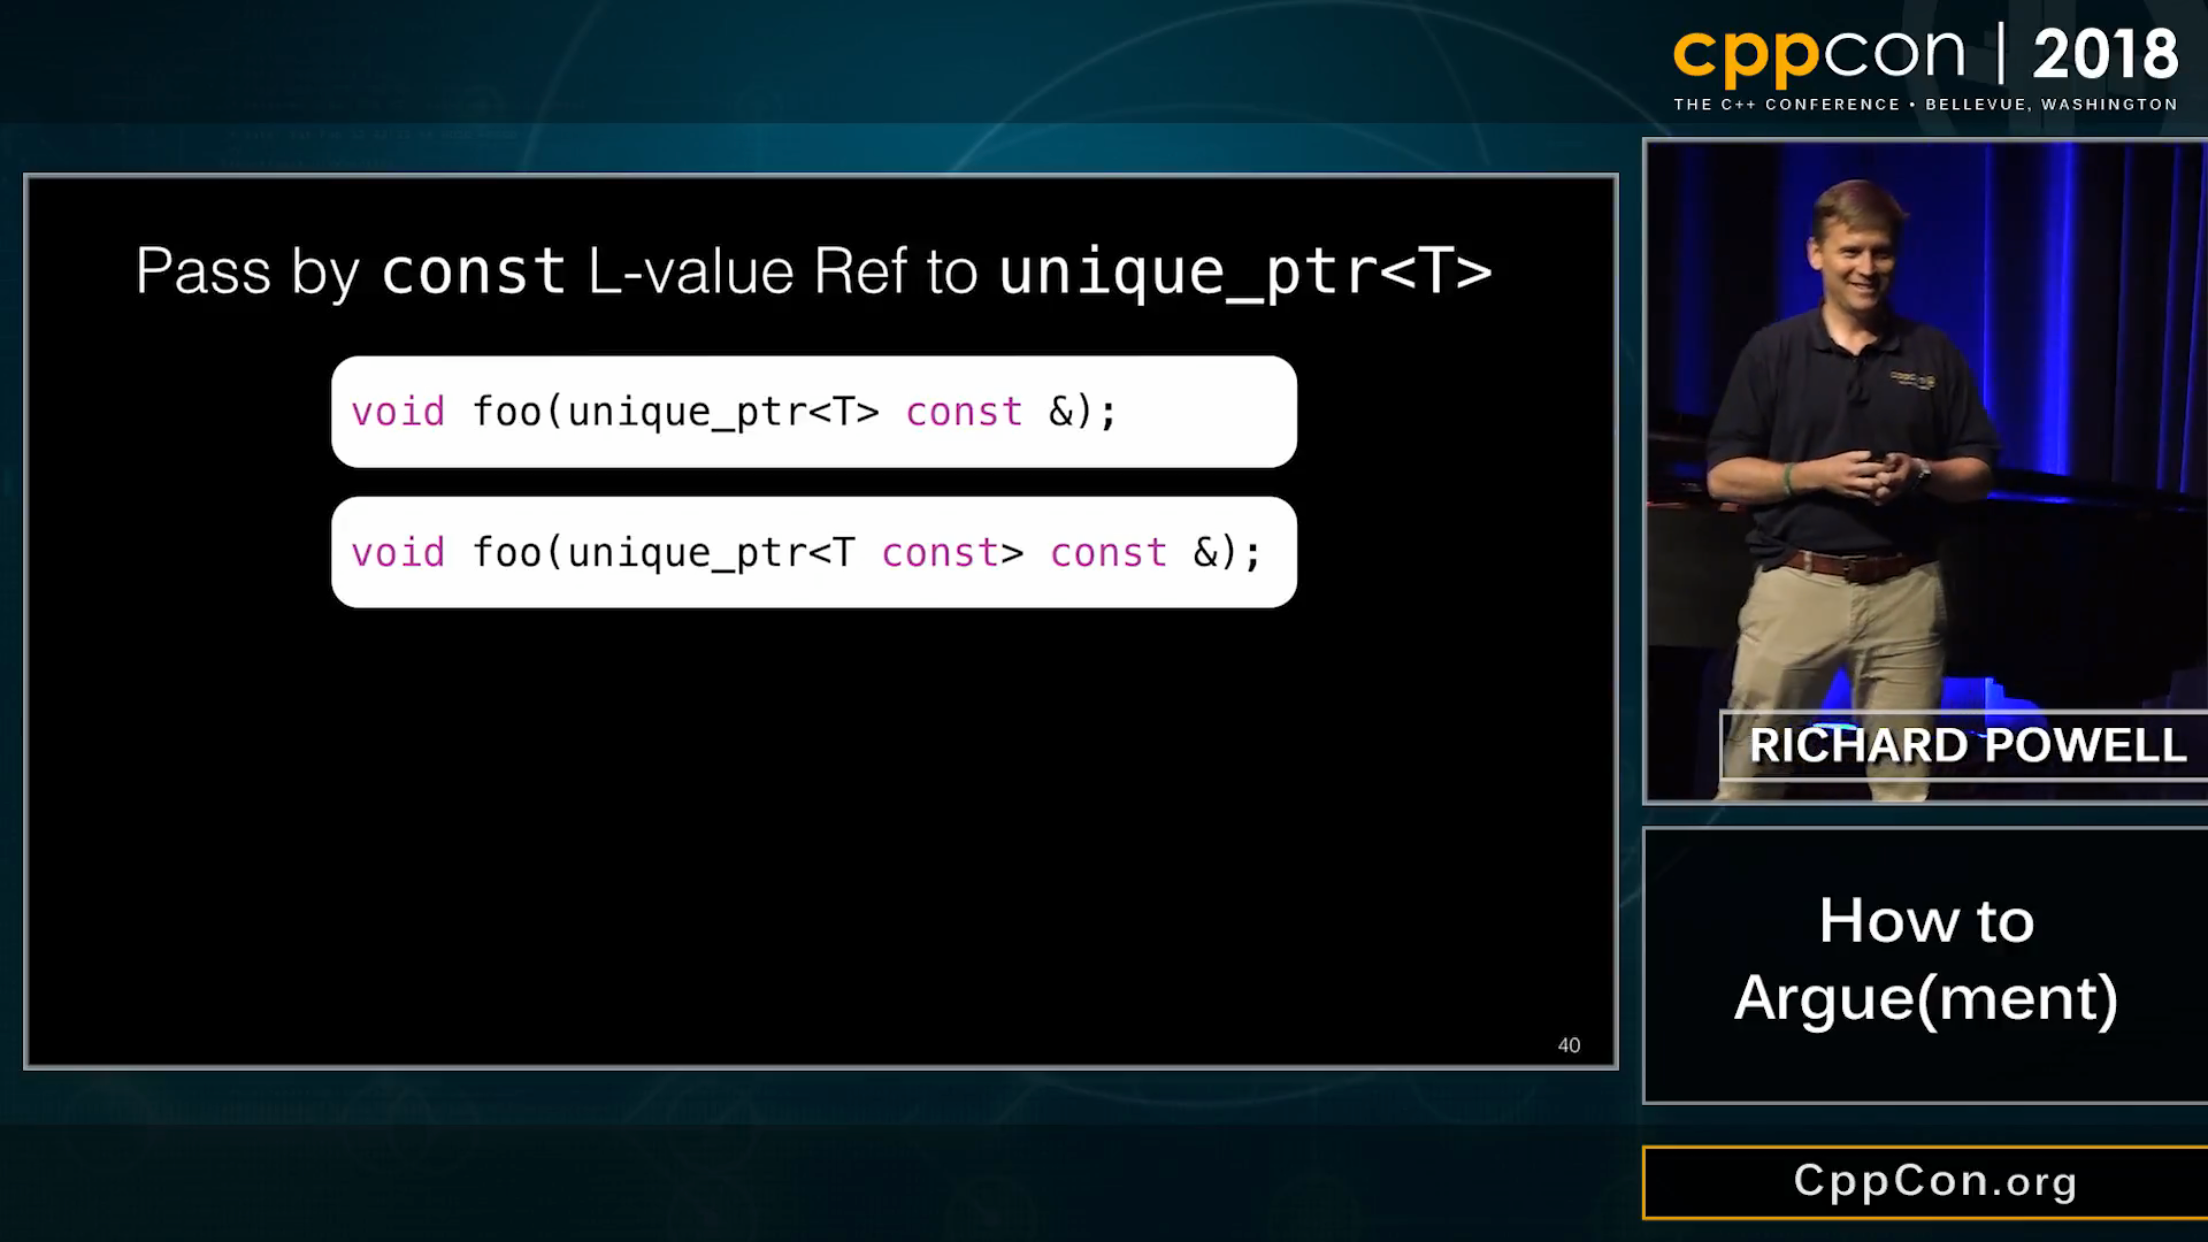 cppcon | 2018
THE C++ CONFERENCE • BELLEVUE, WASHINGTON
Pass by const L-value Ref to unique_ptr<T>
void foo(unique_ptr<T> const &);
void foo(unique_ptr<T const> const &);
40
RICHARD POWELL
How to
Argue(ment)
CppCon.org